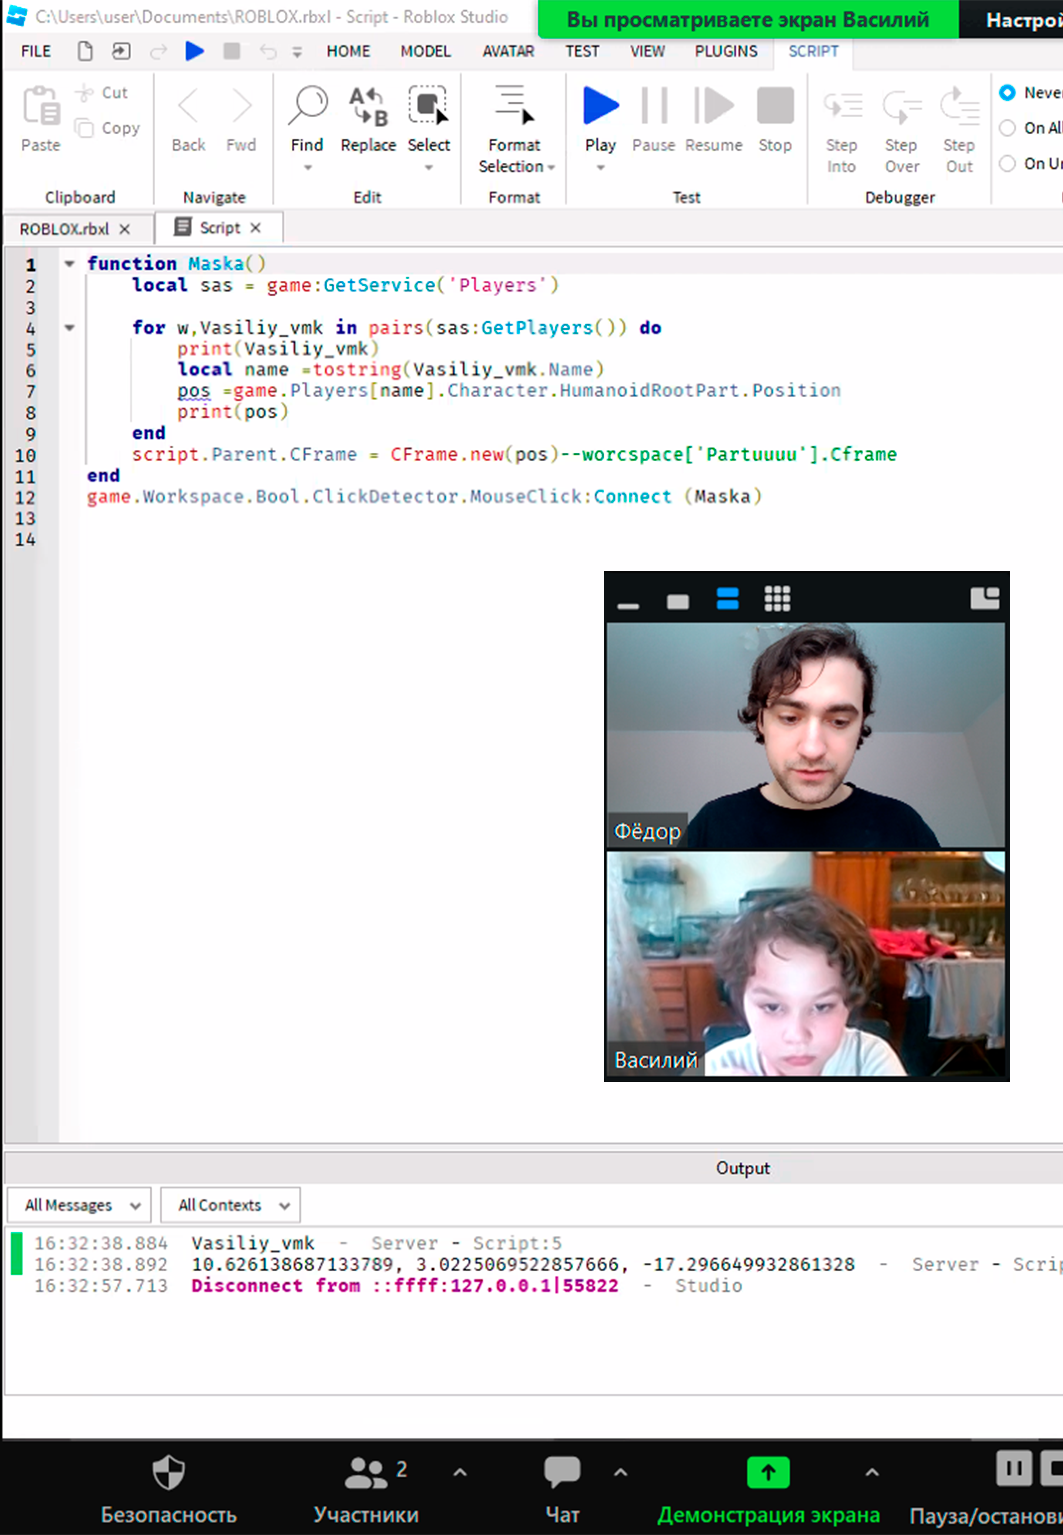 C:\Users\user\Documents\ROBLOX.rbxl - Script - Roblox Studio
Вы просматриваете экран Василий
Настрой
FILE HOME MODEL AVATAR TEST VIEW PLUGINS SCRIPT
Paste
Cut
Copy
Clipboard
Back Fwd
Navigate
Find Replace Select
Edit
Format
Selection
Format
Play Pause Resume Stop
Test
Step Into
Step Over
Step Out
Debugger
Never
On Al
On U
ROBLOX.rbxl × Script ×
1 function Maska()
2 local sas = game:GetService('Players')
3
4 for w,Vasiliy_vmk in pairs(sas:GetPlayers()) do
5 print(Vasiliy_vmk)
6 local name =tostring(Vasiliy_vmk.Name)
7 pos =game.Players[name].Character.HumanoidRootPart.Position
8 print(pos)
9 end
10 script.Parent.CFrame = CFrame.new(pos)--worcspace['Partuuuu'].Cframe
11 end
12 game.Workspace.Bool.ClickDetector.MouseClick:Connect (Maska)
13
14
Фёдор
Василий
Output
All Messages All Contexts
16:32:38.884 Vasiliy_vmk - Server - Script:5
16:32:38.892 10.626138687133789, 3.0225069522857666, -17.296649932861328 - Server - Scrip
16:32:57.713 Disconnect from ::ffff:127.0.0.1|55822 - Studio
Безопасность
2
Участники
Чат
Демонстрация экрана
Пауза/останови